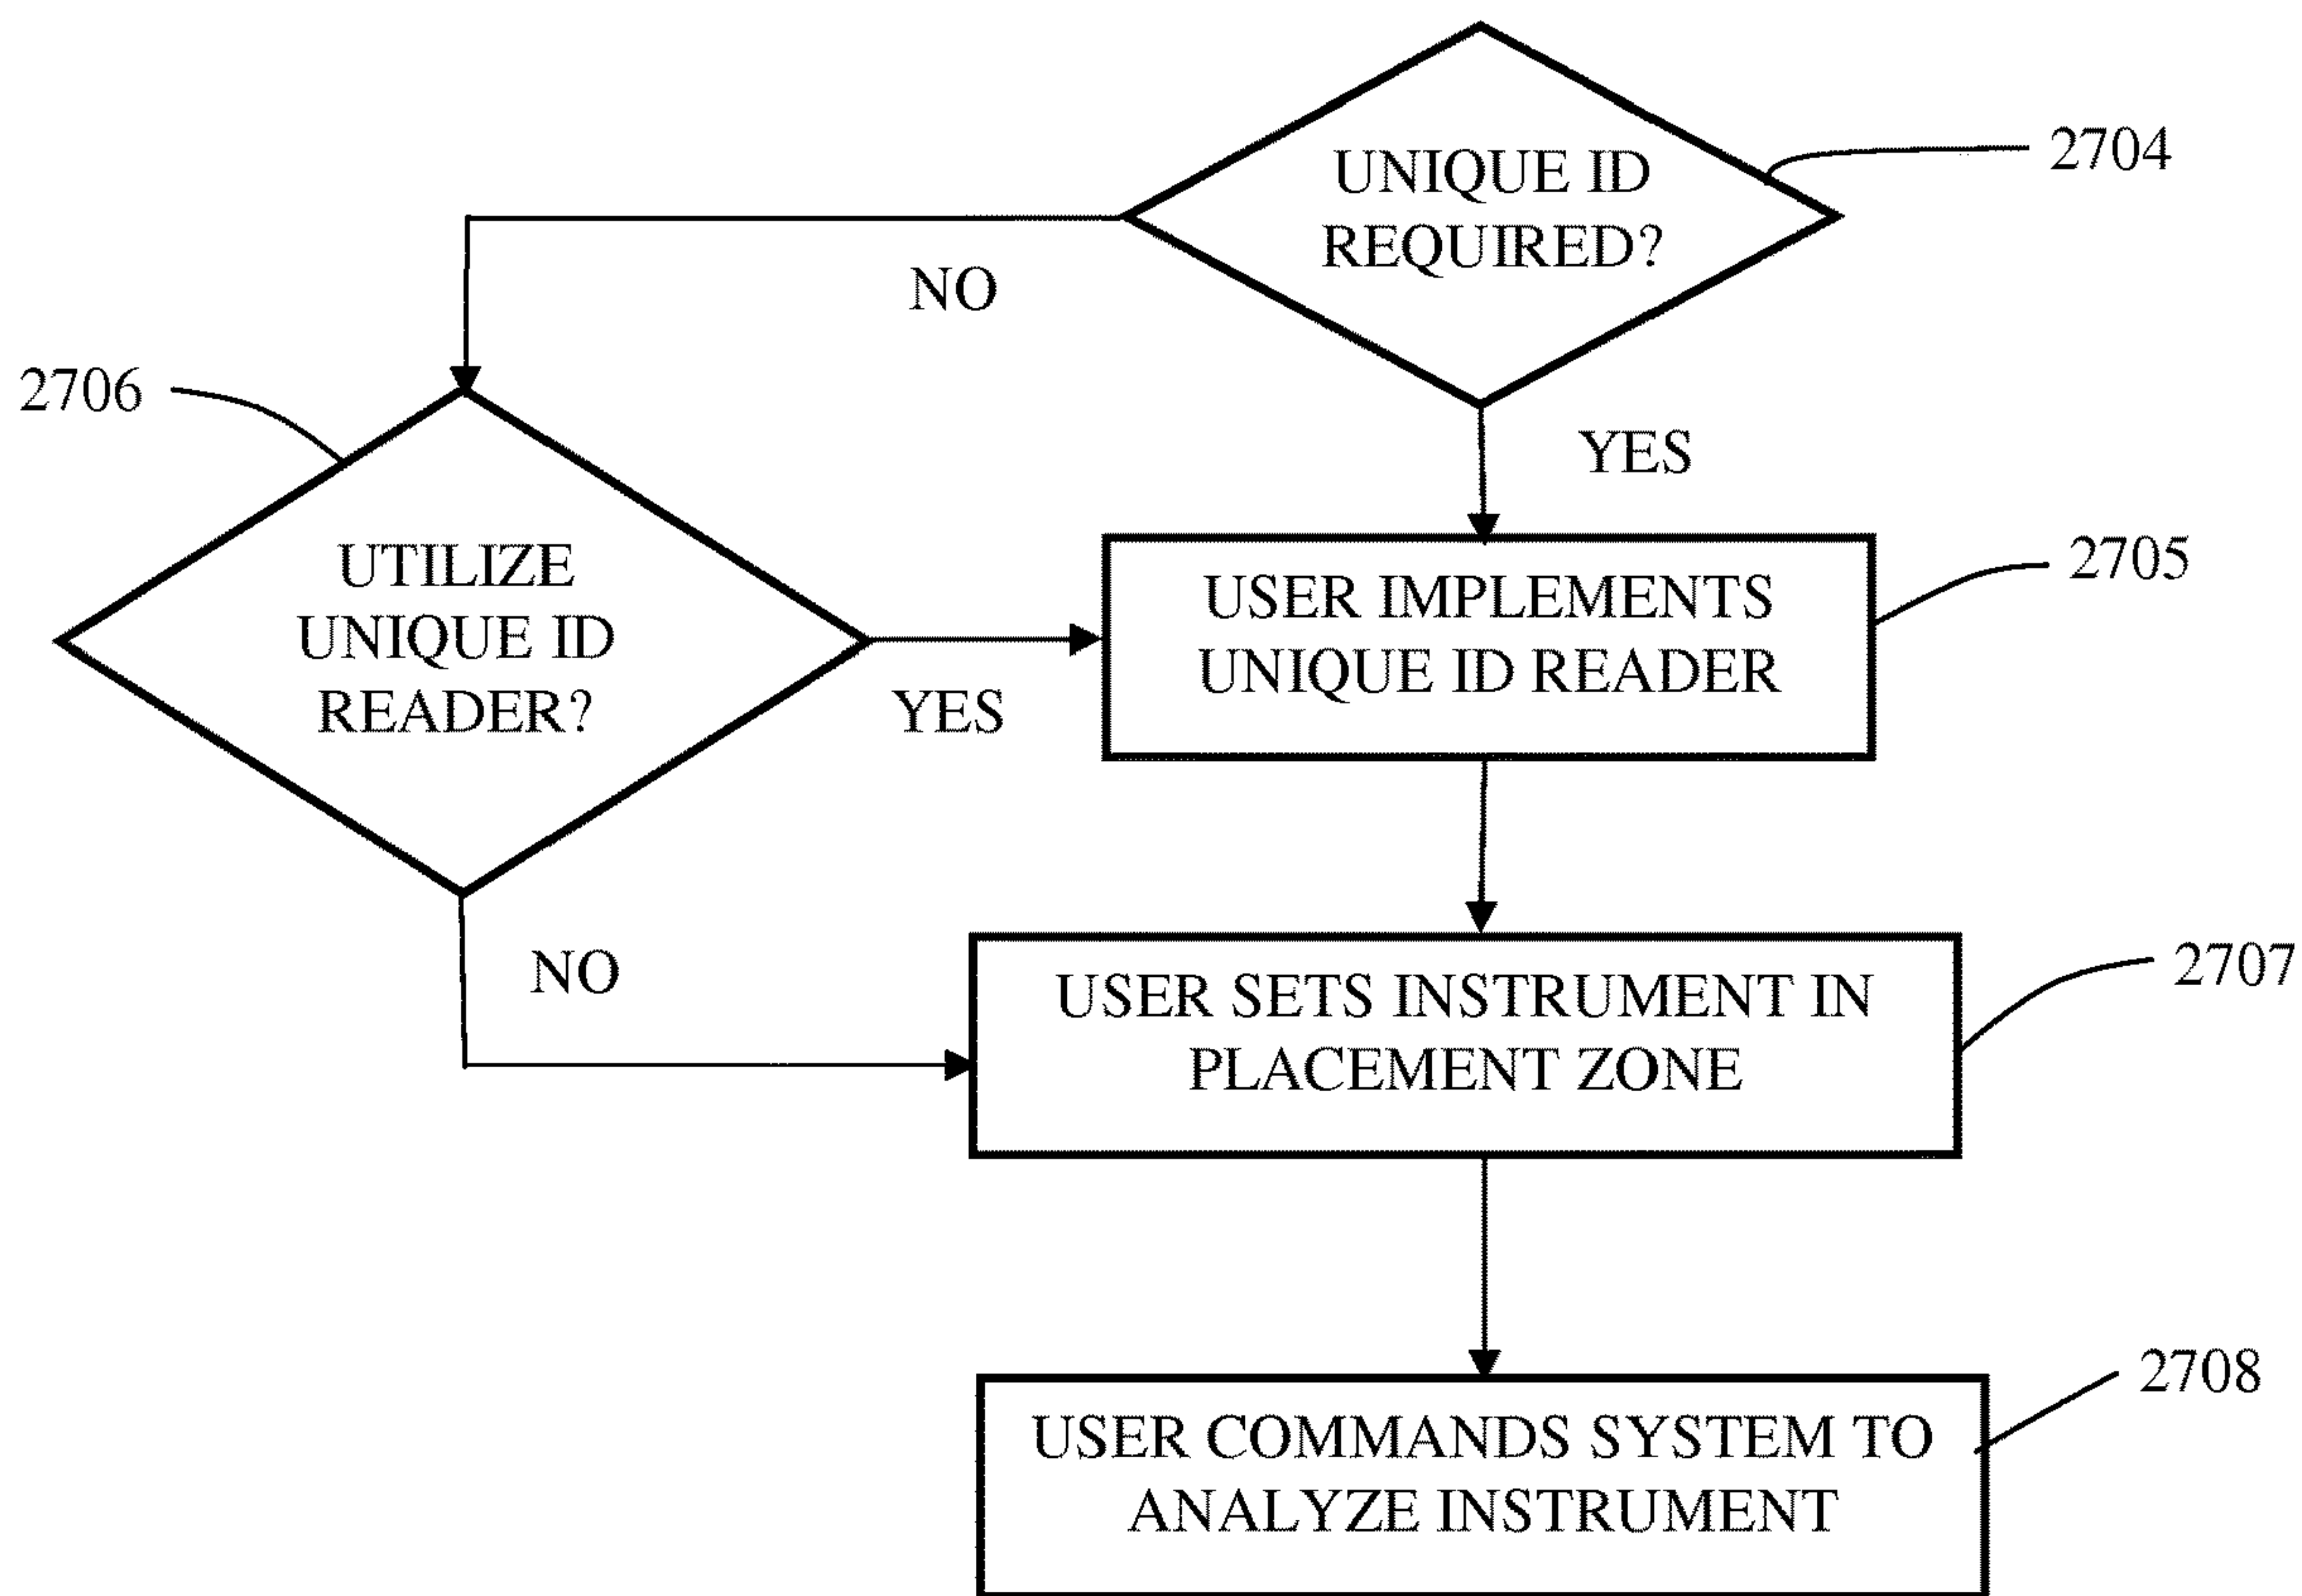 UNIQUE ID
REQUIRED?
2704
NO
YES
2706
UTILIZE
UNIQUE ID
READER?
YES
USER IMPLEMENTS
UNIQUE ID READER
2705
NO
USER SETS INSTRUMENT IN
PLACEMENT ZONE
2707
USER COMMANDS SYSTEM TO
ANALYZE INSTRUMENT
2708